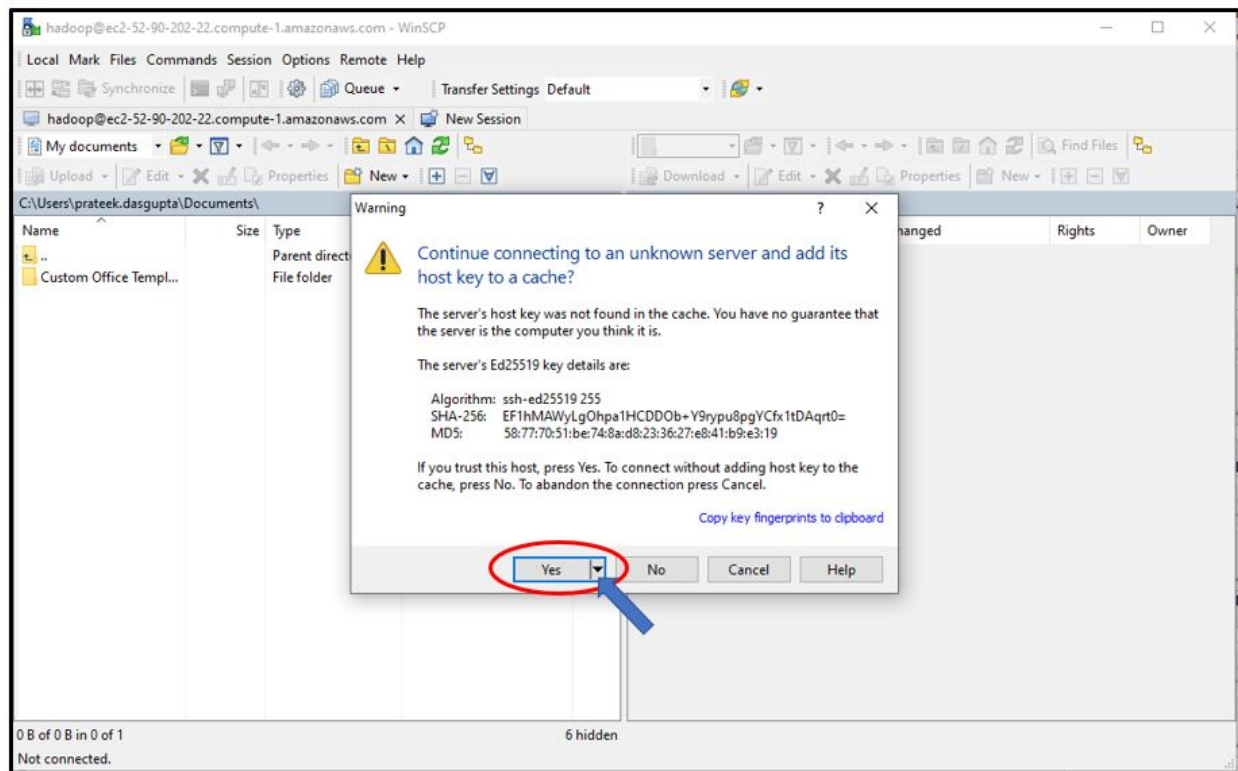 hadoop@ec2-52-90-202-22.compute-1.amazonaws.com - WinSCP
Local Mark Files Commands Session Options Remote Help
Synchronize Queue Transfer Settings Default
hadoop@ec2-52-90-202-22.compute-1.amazonaws.com × New Session
My documents Find Files
Upload Edit Properties New Download Edit Properties New
C:\Users\prateek.dasgupta\Documents\
Name Size Type hanged Rights Owner
.. Parent direct
Custom Office Templ... File folder
Warning ? ×
Continue connecting to an unknown server and add its
host key to a cache?
The server's host key was not found in the cache. You have no guarantee that
the server is the computer you think it is.
The server's Ed25519 key details are:
Algorithm: ssh-ed25519 255
SHA-256: EF1hMAWyLgOhpa1HCDDOb+Y9rypu8pgYCfx1tDAqrt0=
MD5: 58:77:70:51:be:74:8a:d8:23:36:27:e8:41:b9:e3:19
If you trust this host, press Yes. To connect without adding host key to the
cache, press No. To abandon the connection press Cancel.
Copy key fingerprints to clipboard
Yes No Cancel Help
0 B of 0 B in 0 of 1 6 hidden
Not connected.